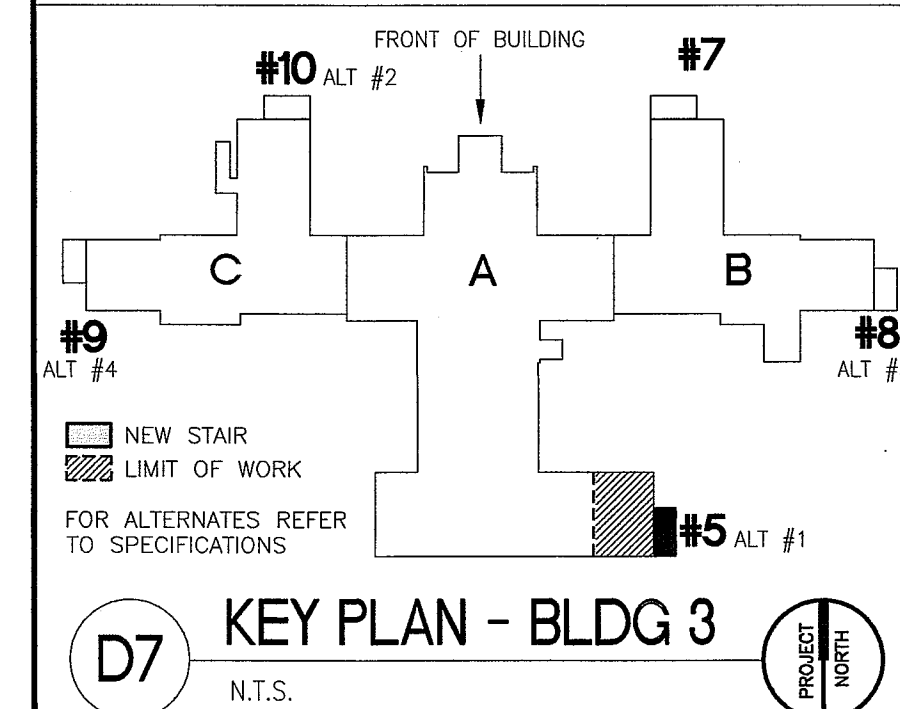 FRONT OF BUILDING
#10 ALT #2
#7
C
A
B
#9
ALT #4
#8
ALT #
NEW STAIR
LIMIT OF WORK
FOR ALTERNATES REFER
TO SPECIFICATIONS
#5 ALT #1
D7
KEY PLAN - BLDG 3
N.T.S.
PROJECT
NORTH